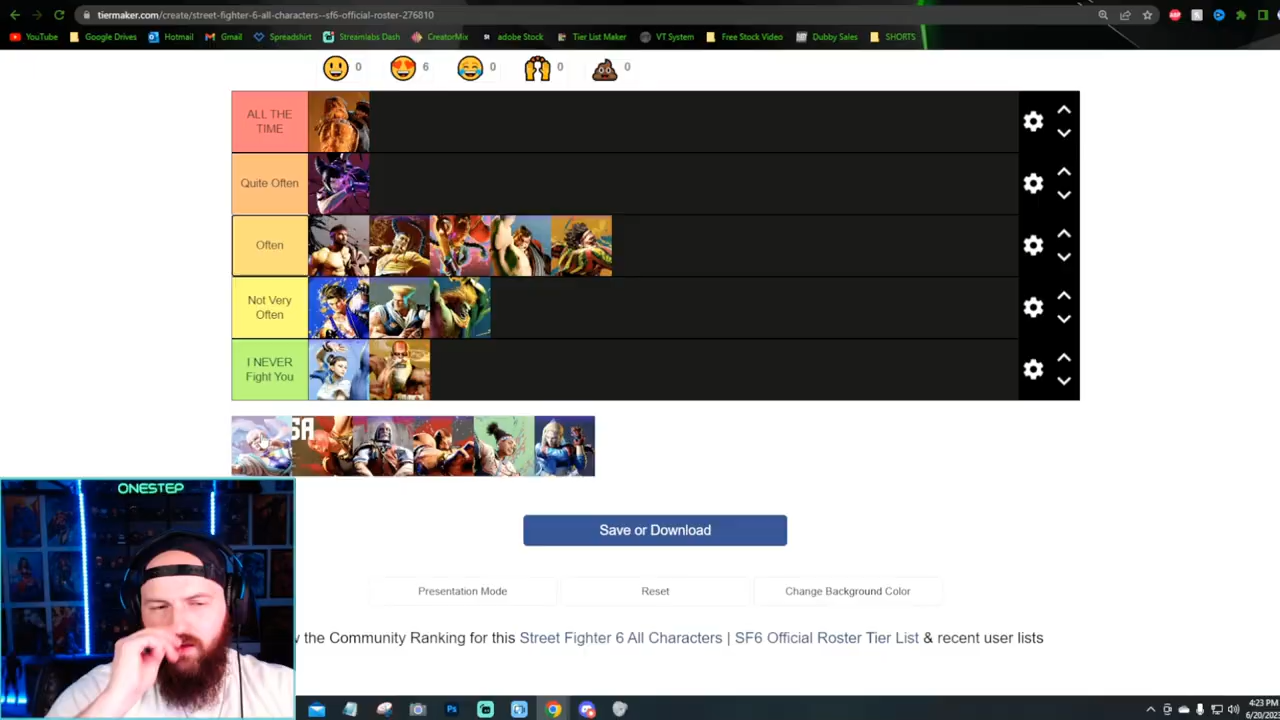 tiermaker.com/create/street-fighter-6-all-characters--sf6-official-roster-276810
YouTube Google Drives Hotmail Gmail Spreadshirt Streamlabs Dash CreatorMix adobe Stock Tier List Maker VT System Free Stock Video Dubby Sales SHORTS
0 6 0 0 0
ALL THE
TIME
Quite Often
Often
Not Very
Often
I NEVER
Fight You
SA
ONESTEP
Save or Download
Presentation Mode Reset Change Background Color
the Community Ranking for this Street Fighter 6 All Characters | SF6 Official Roster Tier List & recent user lists
4:23 PM
6/20/2023